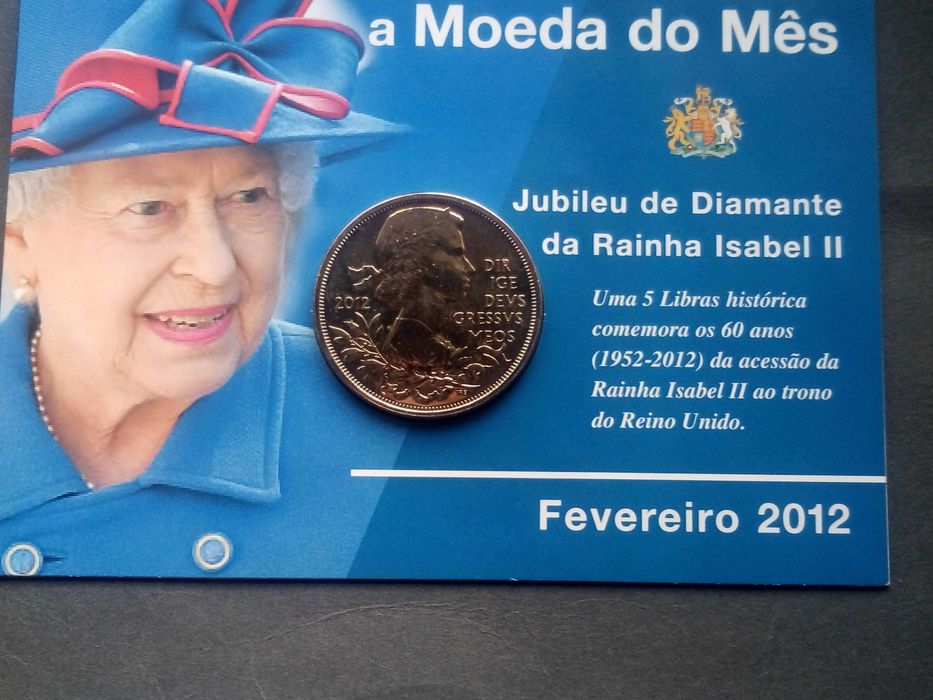 a Moeda do Mês
Jubileu de Diamante
da Rainha Isabel II
Uma 5 Libras histórica
comemora os 60 anos
(1952-2012) da acessão da
Rainha Isabel II ao trono
do Reino Unido.
2012
DIR
IGE
DEVS
GRESSVS
MEOS
Fevereiro 2012